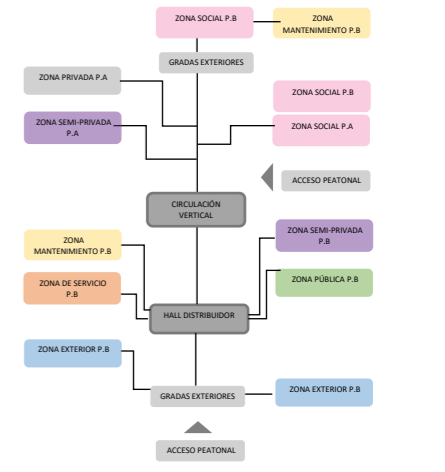 ZONA SOCIAL P.B
ZONA
MANTENIMIENTO P.B
GRADAS EXTERIORES
ZONA PRIVADA P.A
ZONA SOCIAL P.B
ZONA SEMI-PRIVADA
P.A
ZONA SOCIAL P.A
ACCESO PEATONAL
CIRCULACIÓN
VERTICAL
ZONA SEMI-PRIVADA
P.B
ZONA
MANTENIMIENTO P.B
ZONA DE SERVICIO
P.B
ZONA PÚBLICA P.B
HALL DISTRIBUIDOR
ZONA EXTERIOR P.B
GRADAS EXTERIORES
ZONA EXTERIOR P.B
ACCESO PEATONAL